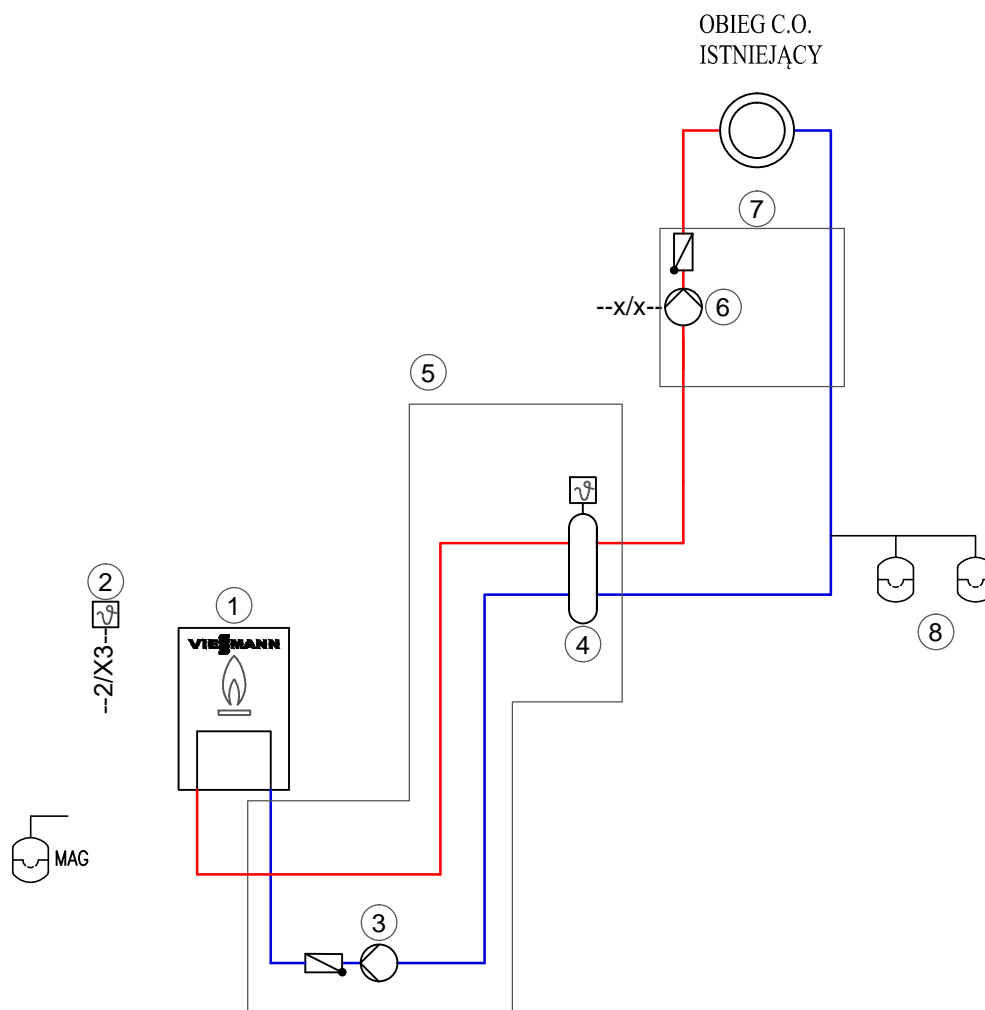 OBIEG C.O.
ISTNIEJĄCY
7
--x/x--
6
5
ϑ
2
ϑ
--2/X3--
1
VIESSMANN
4
8
MAG
3